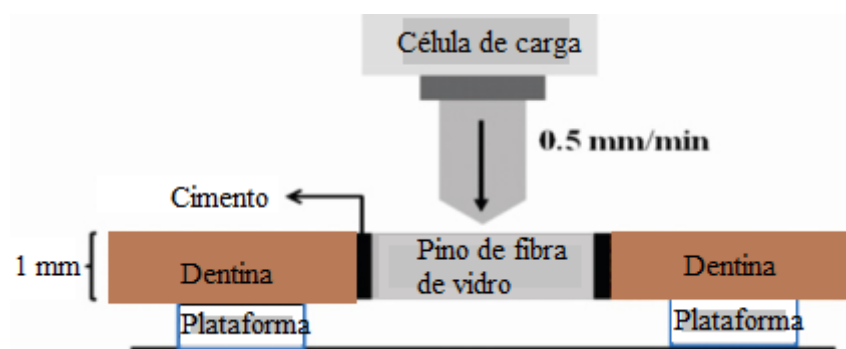 Célula de carga
0.5 mm/min
Cimento
1 mm
Dentina
Pino de fibra
de vidro
Dentina
Plataforma
Plataforma